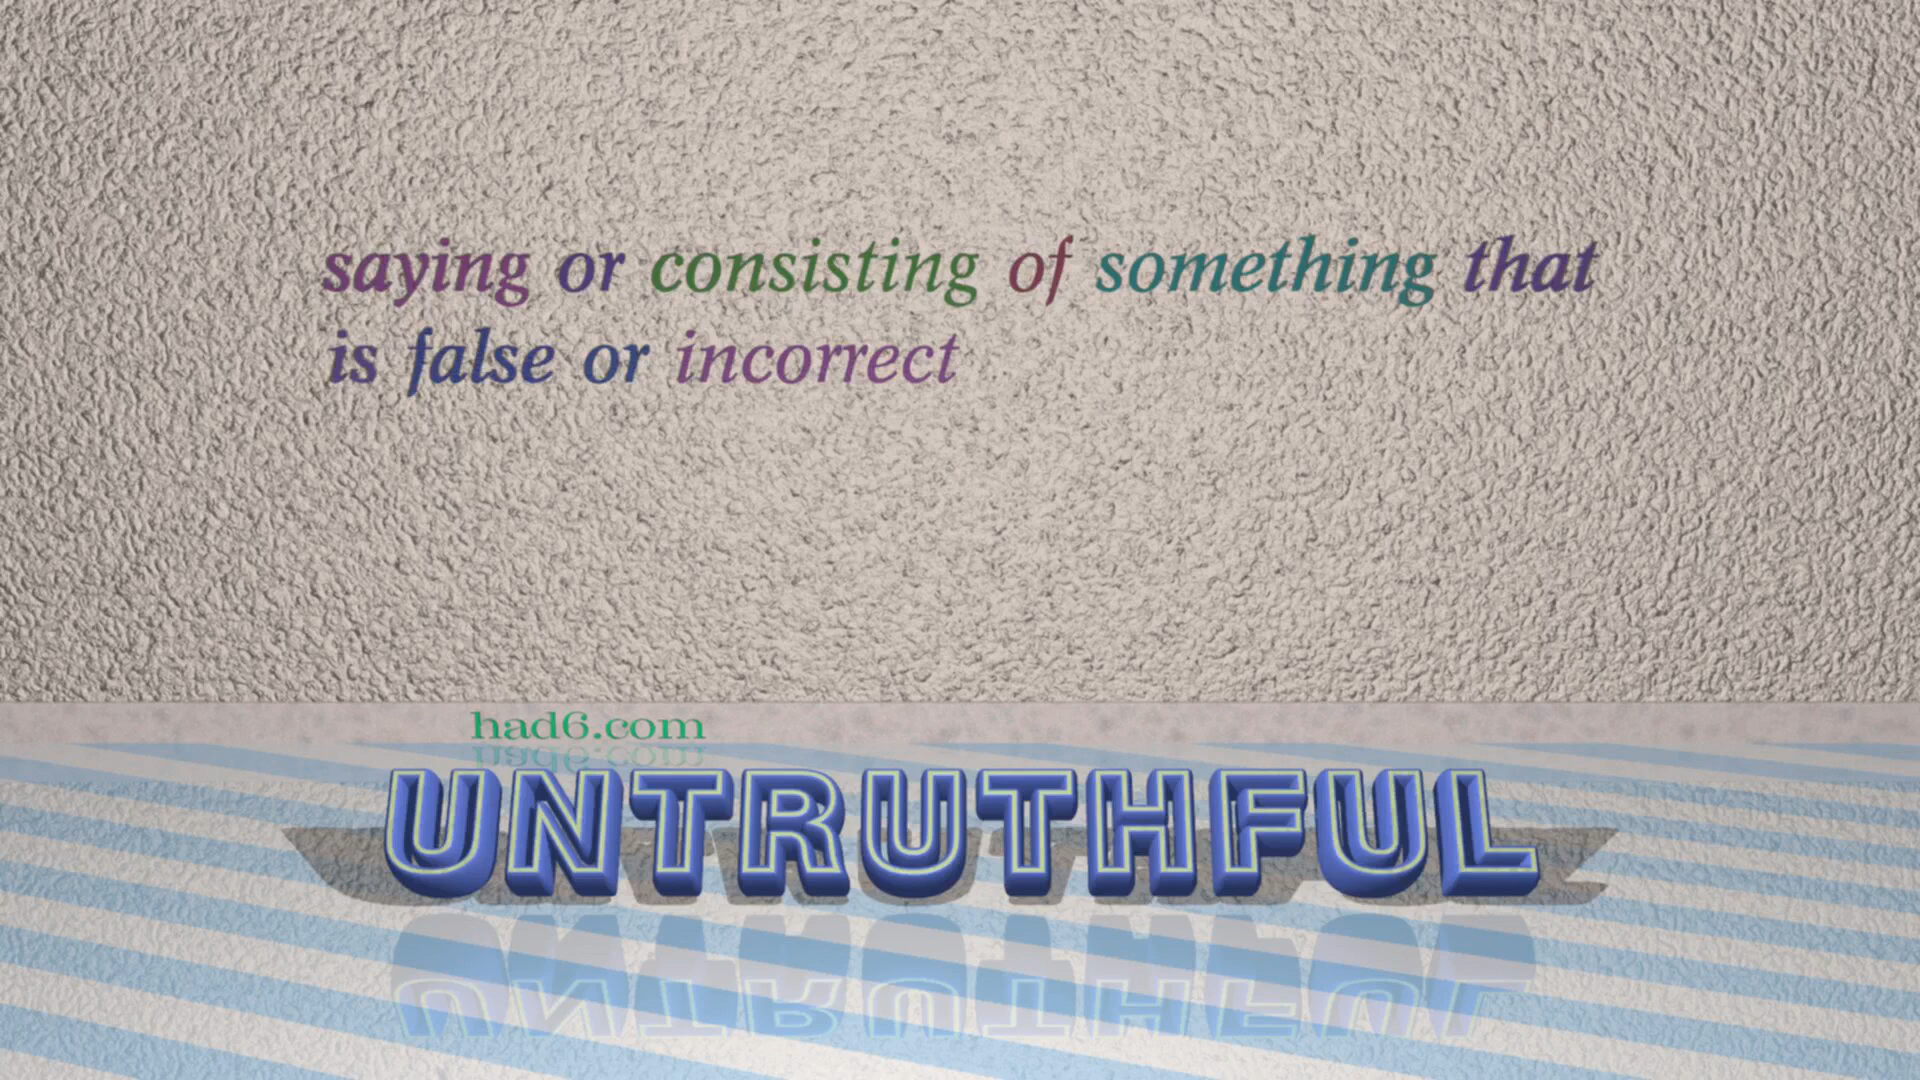 saying or consisting of something that
is false or incorrect
had6.com
UNTRUTHFUL